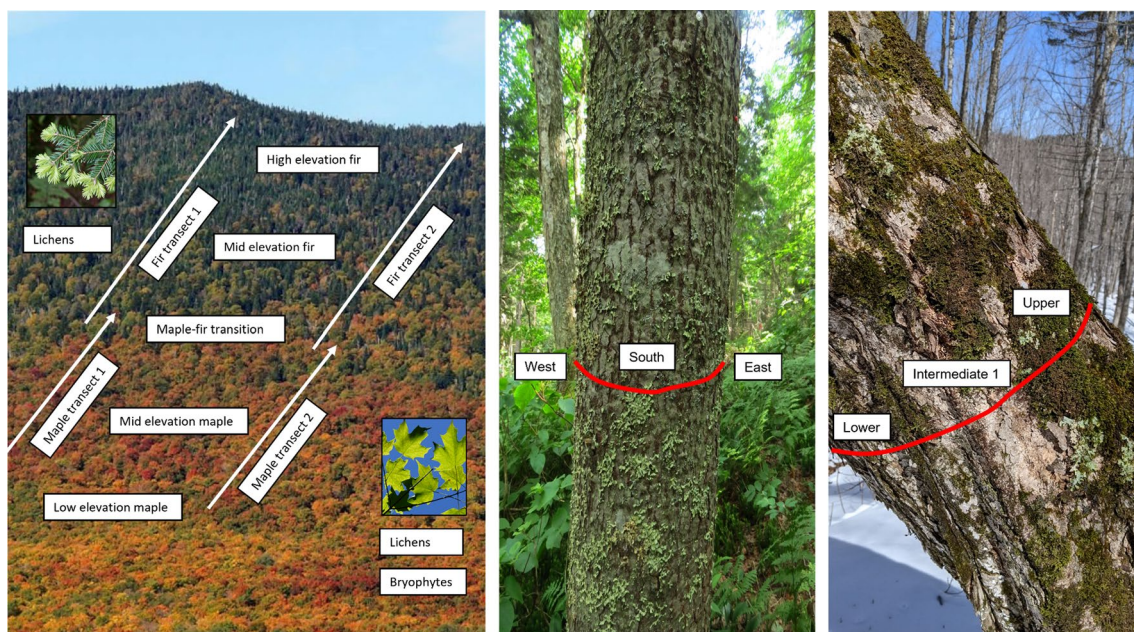 High elevation fir
Lichens
Fir transect 1
Mid elevation fir
Fir transect 2
Maple-fir transition
Maple transect 1
Mid elevation maple
Maple transect 2
Low elevation maple
Lichens
Bryophytes
West
South
East
Upper
Intermediate 1
Lower